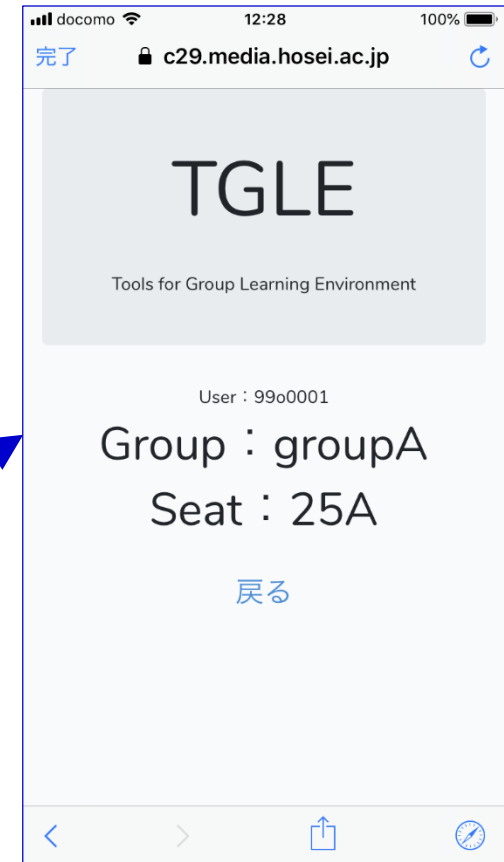 docomo 12:28 100%
完了 c29.media.hosei.ac.jp
TGLE
Tools for Group Learning Environment
User：99o0001
Group：groupA
Seat：25A
戻る